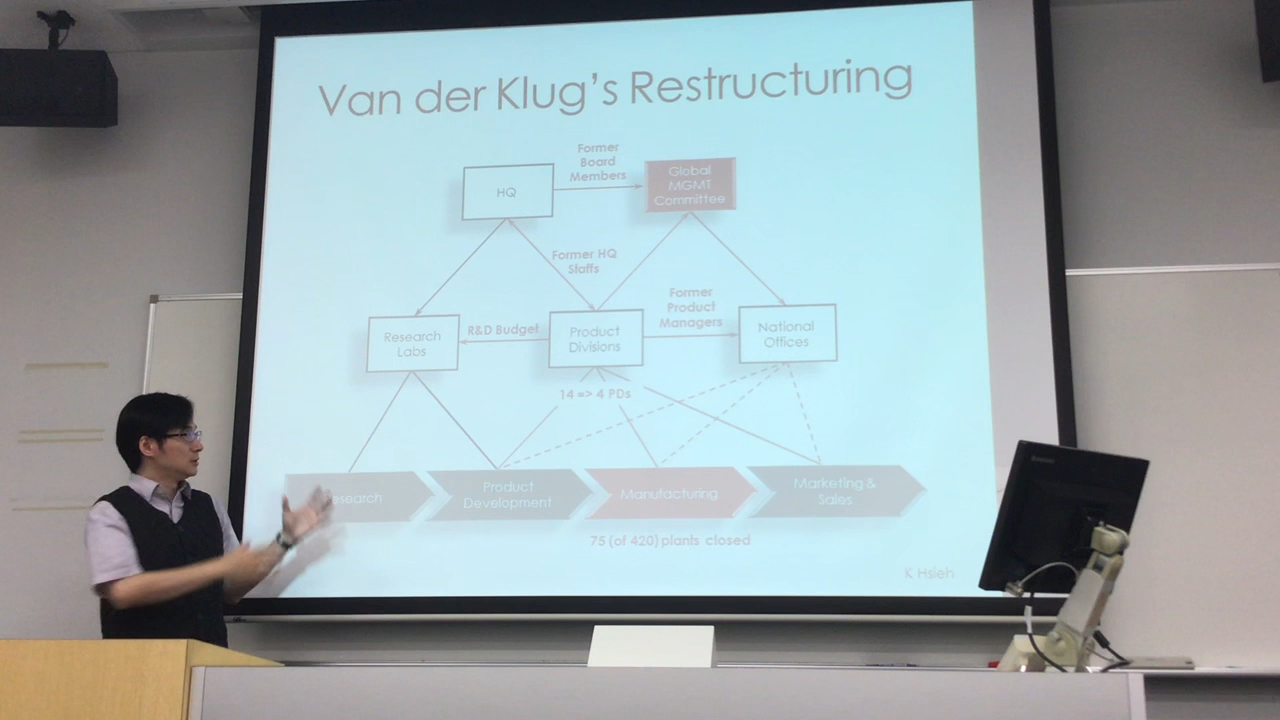 Van der Klug's Restructuring
Former
Board
Members
HQ
Global
MGMT
Committee
Former HQ
Staffs
Former
Product
Managers
Research
Labs
R&D Budget
Product
Divisions
National
Offices
14 => 4 PDs
Research
Product
Development
Manufacturing
Marketing &
Sales
75 (of 420) plants closed
K Hsieh